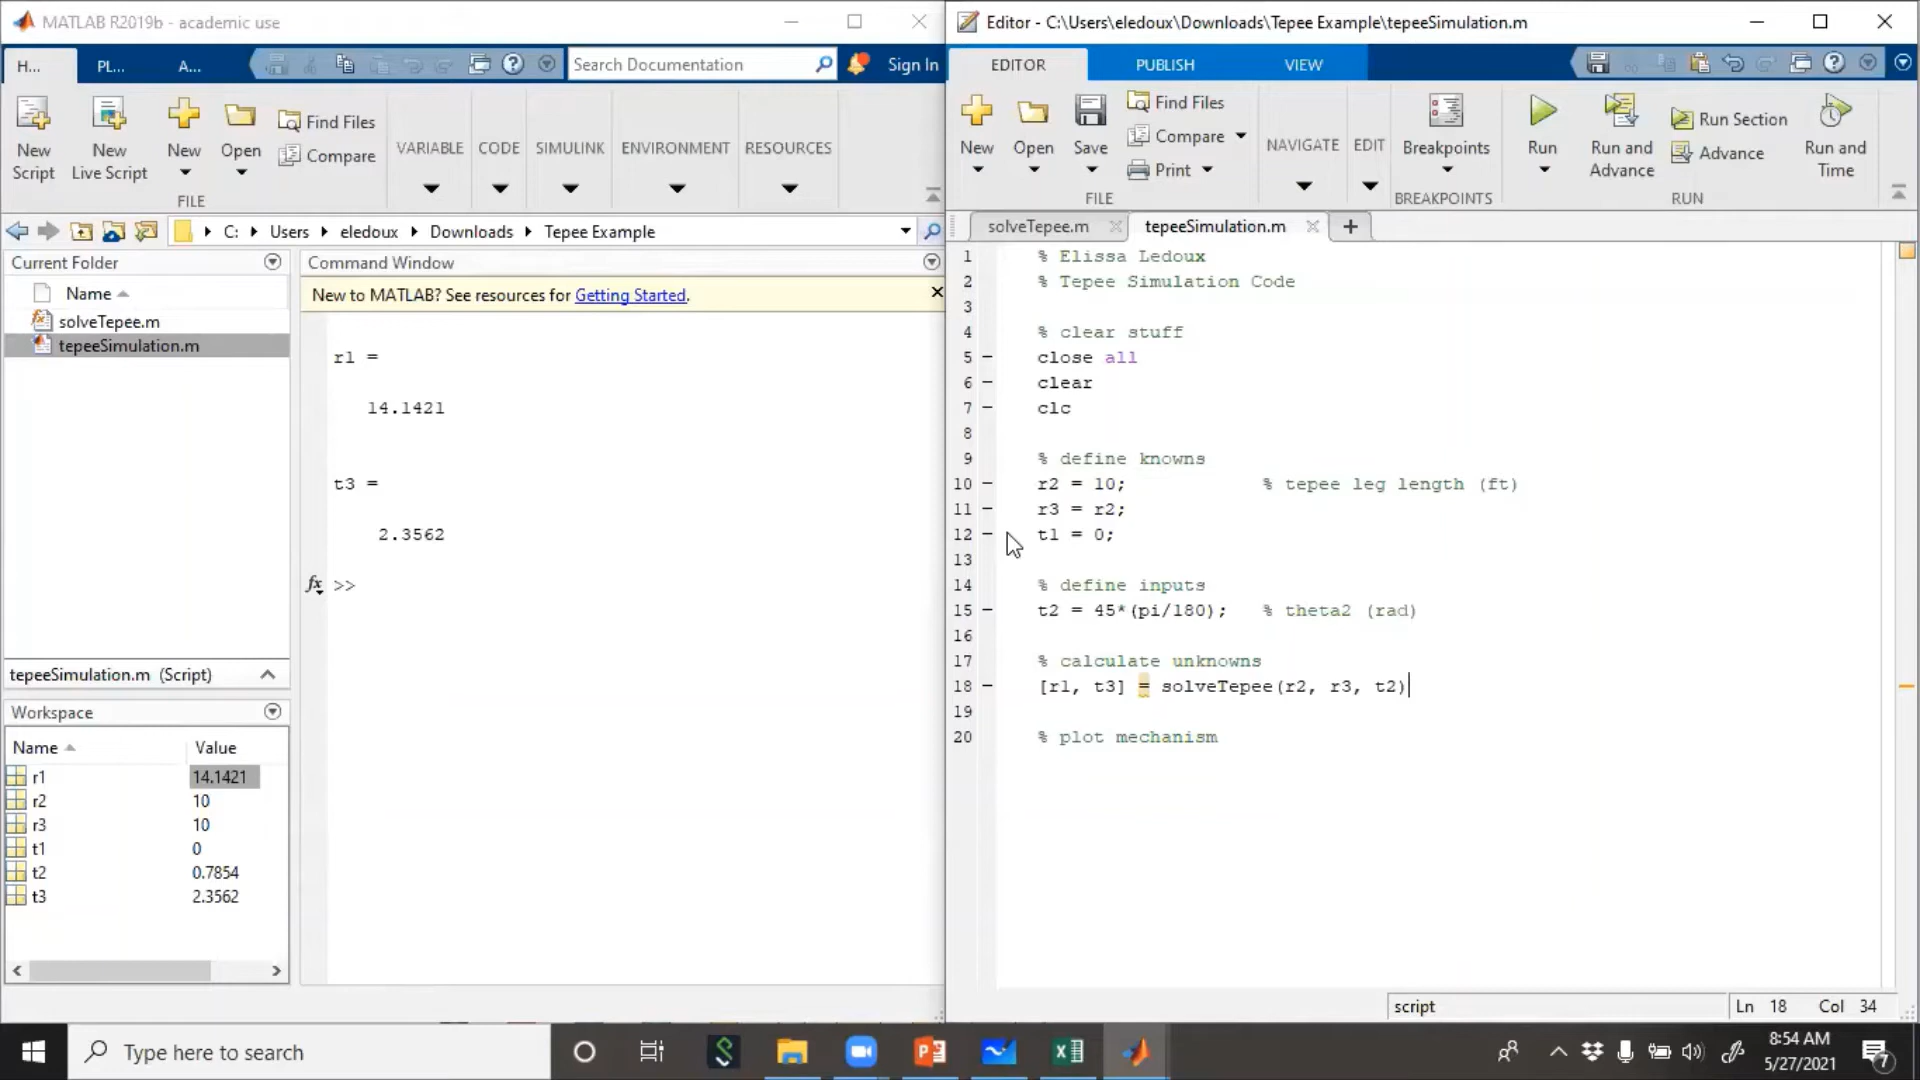 MATLAB R2019b - academic use
H...
PL...
A...
Search Documentation
Sign In
New Script
New Live Script
New
Open
Find Files
Compare
VARIABLE
CODE
SIMULINK
ENVIRONMENT
RESOURCES
FILE
C:
Users
eledoux
Downloads
Tepee Example
Current Folder
Name
solveTepee.m
tepeeSimulation.m
tepeeSimulation.m (Script)
Workspace
Name
Value
r1 14.1421
r2 10
r3 10
t1 0
t2 0.7854
t3 2.3562
Command Window
New to MATLAB? See resources for Getting Started.
r1 =
14.1421
t3 =
2.3562
fx >>
Editor - C:\Users\eledoux\Downloads\Tepee Example\tepeeSimulation.m
EDITOR
PUBLISH
VIEW
New
Open
Save
Find Files
Compare
Print
NAVIGATE
EDIT
Breakpoints
Run
Run and Advance
Run Section
Advance
Run and Time
FILE
BREAKPOINTS
RUN
solveTepee.m
tepeeSimulation.m
1 % Elissa Ledoux
2 % Tepee Simulation Code
3
4 % clear stuff
5 – close all
6 – clear
7 – clc
8
9 % define knowns
10 – r2 = 10; % tepee leg length (ft)
11 – r3 = r2;
12 – t1 = 0;
13
14 % define inputs
15 – t2 = 45*(pi/180); % theta2 (rad)
16
17 % calculate unknowns
18 – [r1, t3] = solveTepee(r2, r3, t2)
19
20 % plot mechanism
script
Ln 18 Col 34
Type here to search
8:54 AM
5/27/2021
7